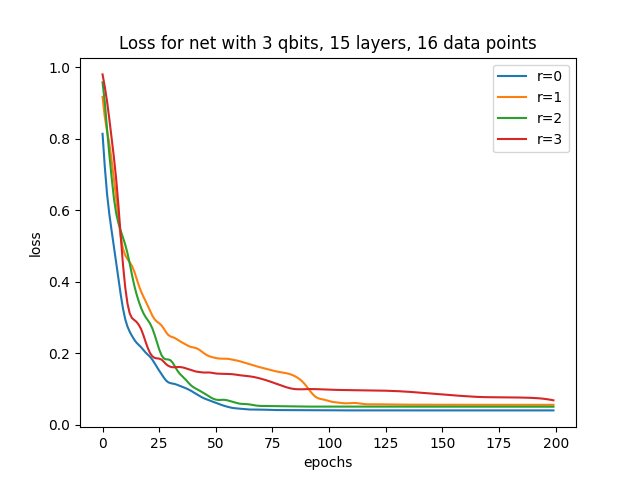 Loss for net with 3 qbits, 15 layers, 16 data points
r=0
r=1
r=2
r=3
loss
1.0
0.8
0.6
0.4
0.2
0.0
0 25 50 75 100 125 150 175 200
epochs